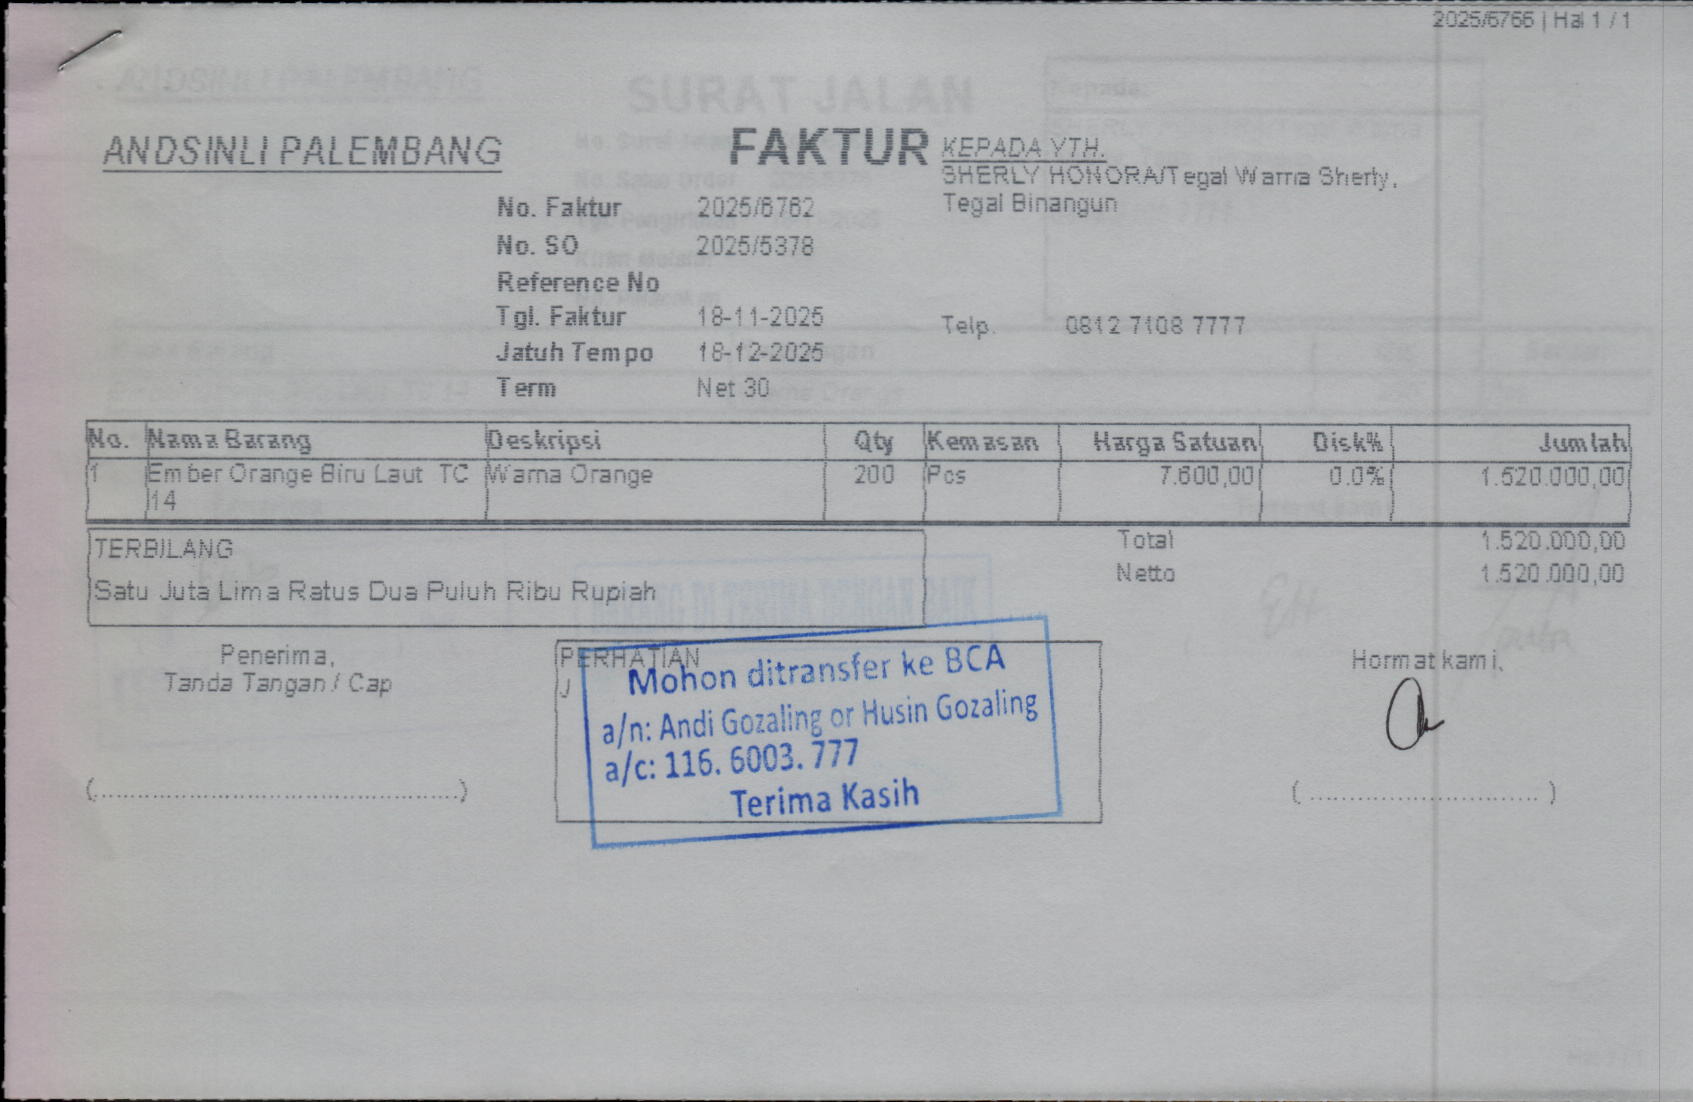 2025/6766 | Hal 1 / 1
ANDSINLI PALEMBANG
FAKTUR
KEPADA YTH.
SHERLY HONORA/Tegal Warna Sherly,
Tegal Binangun
No. Faktur 2025/6762
No. SO 2025/5378
Reference No
Tgl. Faktur 18-11-2025
Telp. 0812 7108 7777
Jatuh Tempo 18-12-2025
Term Net 30
No. Nama Barang Deskripsi Qty Kemasan Harga Satuan Disk% Jumlah
1 Ember Orange Biru Laut TC Warna Orange 200 Pcs 7.600,00 0.0% 1.520.000,00
14
TERBILANG
Satu Juta Lima Ratus Dua Puluh Ribu Rupiah
Total 1.520.000,00
Netto 1.520.000,00
Penerima,
Tanda Tangan / Cap
(................................................)
PERHATIAN
J
Mohon ditransfer ke BCA
a/n: Andi Gozaling or Husin Gozaling
a/c: 116. 6003. 777
Terima Kasih
Hormat kami,
( .............................. )
SURAT JALAN
ANDSINLI PALEMBANG